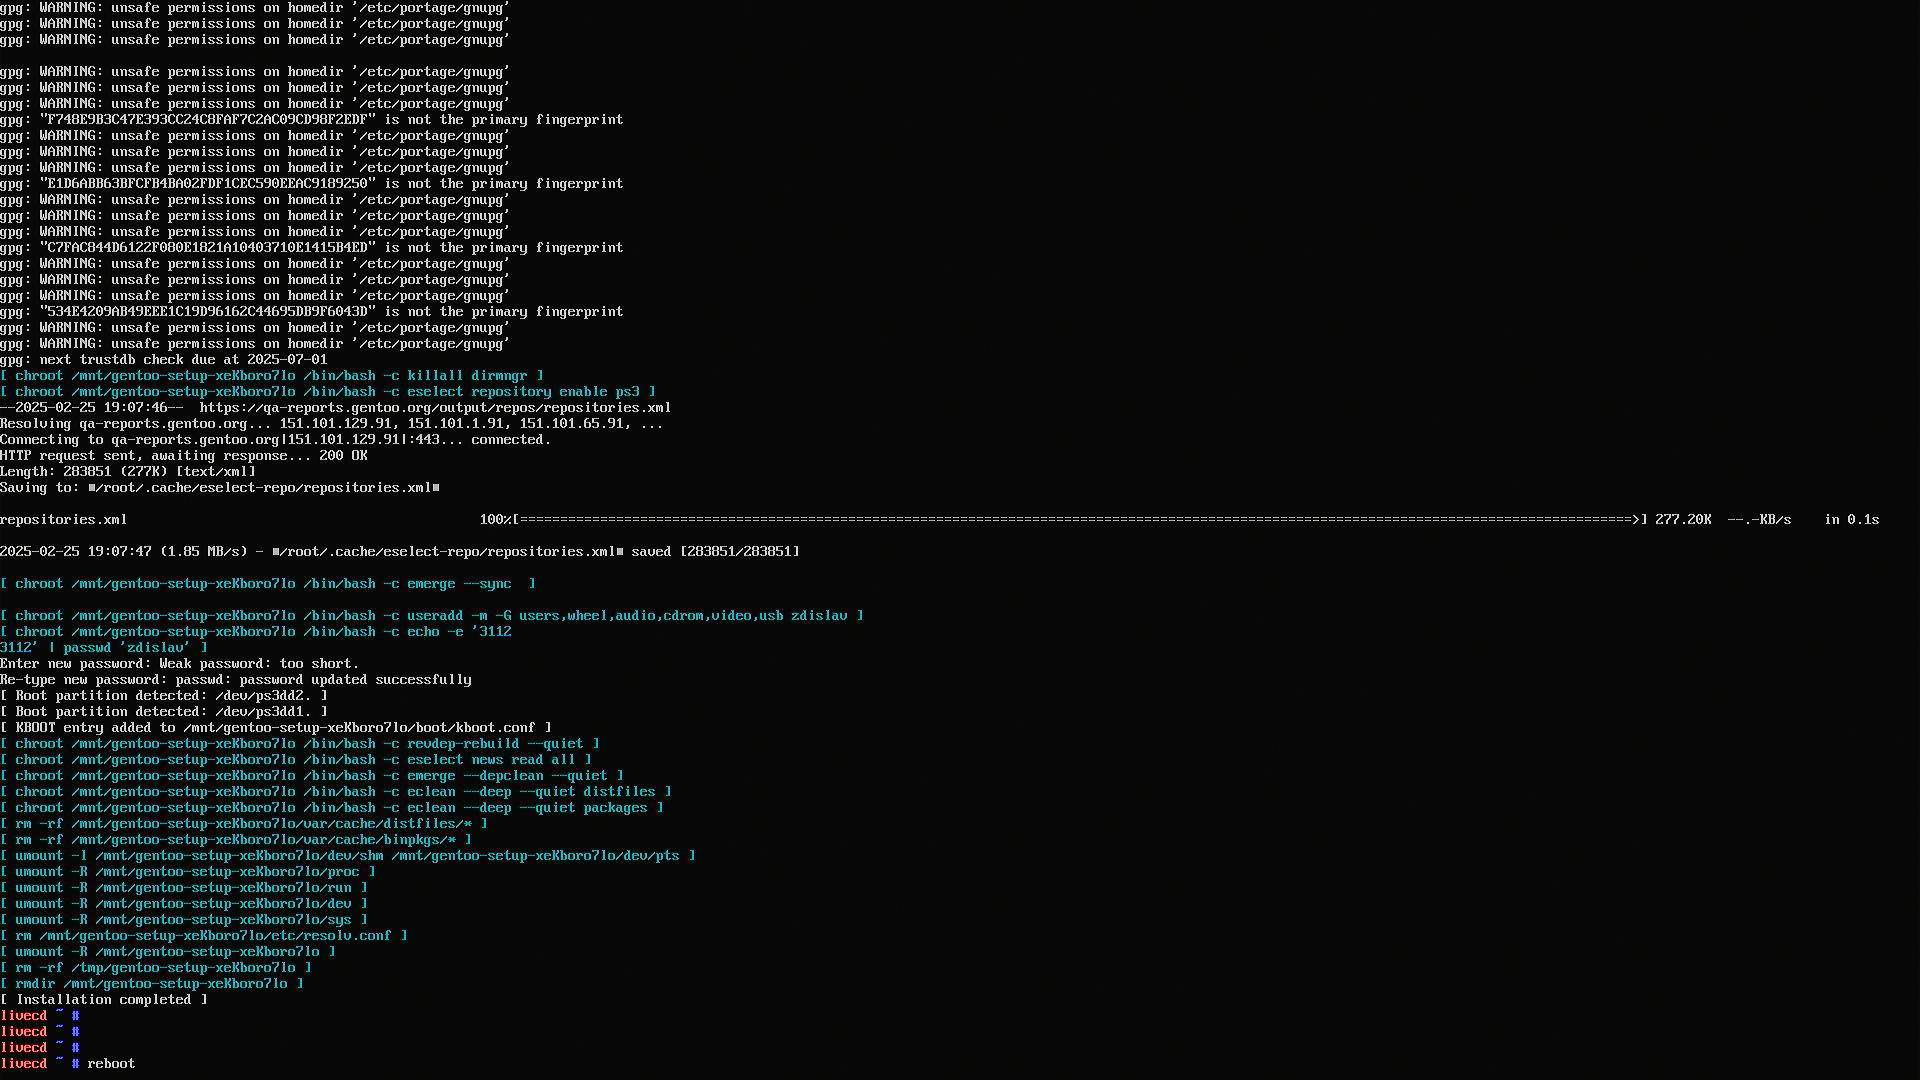 gpg: WARNING: unsafe permissions on homedir '/etc/portage/gnupg'
gpg: WARNING: unsafe permissions on homedir '/etc/portage/gnupg'
gpg: WARNING: unsafe permissions on homedir '/etc/portage/gnupg'
gpg: WARNING: unsafe permissions on homedir '/etc/portage/gnupg'
gpg: WARNING: unsafe permissions on homedir '/etc/portage/gnupg'
gpg: WARNING: unsafe permissions on homedir '/etc/portage/gnupg'
gpg: "F748E9B3C47E393CC24C8FAF7C2AC09CD98F2EDF" is not the primary fingerprint
gpg: WARNING: unsafe permissions on homedir '/etc/portage/gnupg'
gpg: WARNING: unsafe permissions on homedir '/etc/portage/gnupg'
gpg: WARNING: unsafe permissions on homedir '/etc/portage/gnupg'
gpg: "E1D6ABB63BFCFB4BA02FDF1CEC590EEAC9189250" is not the primary fingerprint
gpg: WARNING: unsafe permissions on homedir '/etc/portage/gnupg'
gpg: WARNING: unsafe permissions on homedir '/etc/portage/gnupg'
gpg: WARNING: unsafe permissions on homedir '/etc/portage/gnupg'
gpg: "C7FAC844D6122F080E1821A10403710E1415B4ED" is not the primary fingerprint
gpg: WARNING: unsafe permissions on homedir '/etc/portage/gnupg'
gpg: WARNING: unsafe permissions on homedir '/etc/portage/gnupg'
gpg: WARNING: unsafe permissions on homedir '/etc/portage/gnupg'
gpg: "534E4209AB49EEE1C19D96162C44695DB9F6043D" is not the primary fingerprint
gpg: WARNING: unsafe permissions on homedir '/etc/portage/gnupg'
gpg: WARNING: unsafe permissions on homedir '/etc/portage/gnupg'
gpg: next trustdb check due at 2025-07-01
[ chroot /mnt/gentoo-setup-xeKboro7lo /bin/bash -c killall dirmngr ]
[ chroot /mnt/gentoo-setup-xeKboro7lo /bin/bash -c eselect repository enable ps3 ]
--2025-02-25 19:07:46--  https://qa-reports.gentoo.org/output/repos/repositories.xml
Resolving qa-reports.gentoo.org... 151.101.129.91, 151.101.1.91, 151.101.65.91, ...
Connecting to qa-reports.gentoo.org|151.101.129.91|:443... connected.
HTTP request sent, awaiting response... 200 OK
Length: 283851 (277K) [text/xml]
Saving to: ■/root/.cache/eselect-repo/repositories.xml■
repositories.xml 100%[============================================================================================================================================>] 277.20K  --.-KB/s    in 0.1s
2025-02-25 19:07:47 (1.85 MB/s) - ■/root/.cache/eselect-repo/repositories.xml■ saved [283851/283851]
[ chroot /mnt/gentoo-setup-xeKboro7lo /bin/bash -c emerge --sync  ]
[ chroot /mnt/gentoo-setup-xeKboro7lo /bin/bash -c useradd -m -G users,wheel,audio,cdrom,video,usb zdislav ]
[ chroot /mnt/gentoo-setup-xeKboro7lo /bin/bash -c echo -e '3112
3112' | passwd 'zdislav' ]
Enter new password: Weak password: too short.
Re-type new password: passwd: password updated successfully
[ Root partition detected: /dev/ps3dd2. ]
[ Boot partition detected: /dev/ps3dd1. ]
[ KBOOT entry added to /mnt/gentoo-setup-xeKboro7lo/boot/kboot.conf ]
[ chroot /mnt/gentoo-setup-xeKboro7lo /bin/bash -c revdep-rebuild --quiet ]
[ chroot /mnt/gentoo-setup-xeKboro7lo /bin/bash -c eselect news read all ]
[ chroot /mnt/gentoo-setup-xeKboro7lo /bin/bash -c emerge --depclean --quiet ]
[ chroot /mnt/gentoo-setup-xeKboro7lo /bin/bash -c eclean --deep --quiet distfiles ]
[ chroot /mnt/gentoo-setup-xeKboro7lo /bin/bash -c eclean --deep --quiet packages ]
[ rm -rf /mnt/gentoo-setup-xeKboro7lo/var/cache/distfiles/* ]
[ rm -rf /mnt/gentoo-setup-xeKboro7lo/var/cache/binpkgs/* ]
[ umount -l /mnt/gentoo-setup-xeKboro7lo/dev/shm /mnt/gentoo-setup-xeKboro7lo/dev/pts ]
[ umount -R /mnt/gentoo-setup-xeKboro7lo/proc ]
[ umount -R /mnt/gentoo-setup-xeKboro7lo/run ]
[ umount -R /mnt/gentoo-setup-xeKboro7lo/dev ]
[ umount -R /mnt/gentoo-setup-xeKboro7lo/sys ]
[ rm /mnt/gentoo-setup-xeKboro7lo/etc/resolv.conf ]
[ umount -R /mnt/gentoo-setup-xeKboro7lo ]
[ rm -rf /tmp/gentoo-setup-xeKboro7lo ]
[ rmdir /mnt/gentoo-setup-xeKboro7lo ]
[ Installation completed ]
livecd ~ #
livecd ~ #
livecd ~ #
livecd ~ # reboot